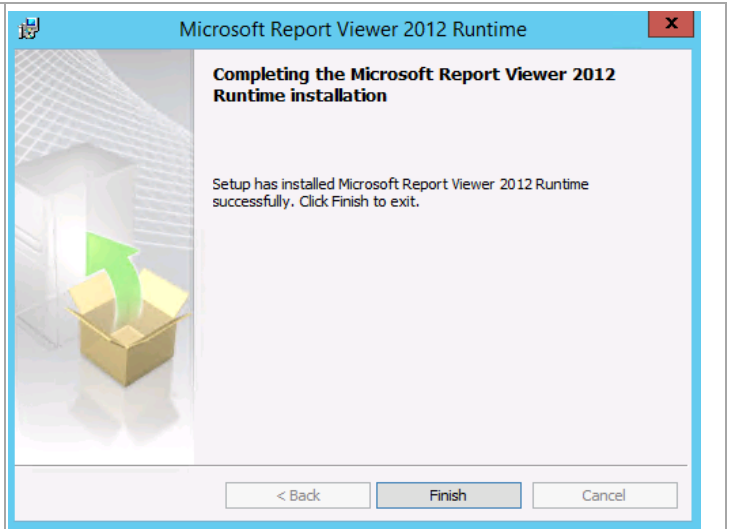 Microsoft Report Viewer 2012 Runtime
x
Completing the Microsoft Report Viewer 2012
Runtime installation
Setup has installed Microsoft Report Viewer 2012 Runtime
successfully. Click Finish to exit.
< Back Finish Cancel